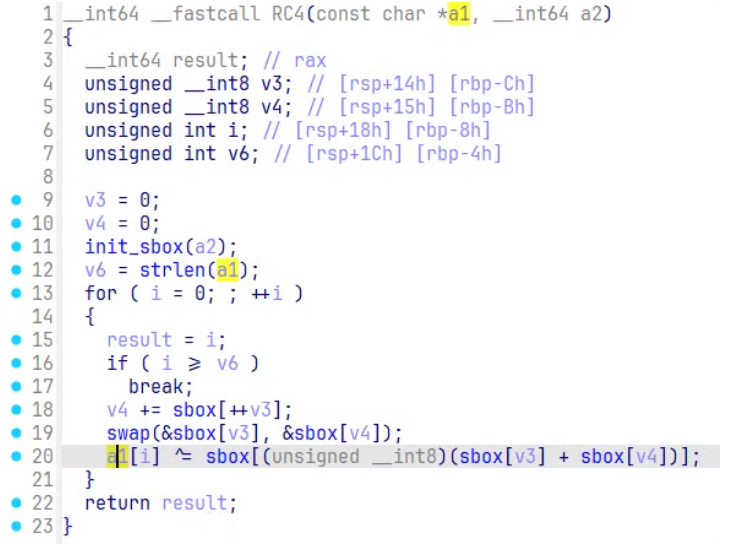 1 __int64 __fastcall RC4(const char *a1, __int64 a2)
2 {
3 __int64 result; // rax
4 unsigned __int8 v3; // [rsp+14h] [rbp-Ch]
5 unsigned __int8 v4; // [rsp+15h] [rbp-Bh]
6 unsigned int i; // [rsp+18h] [rbp-8h]
7 unsigned int v6; // [rsp+1Ch] [rbp-4h]
8
9 v3 = 0;
10 v4 = 0;
11 init_sbox(a2);
12 v6 = strlen(a1);
13 for ( i = 0; ; ++i )
14 {
15 result = i;
16 if ( i >= v6 )
17 break;
18 v4 += sbox[++v3];
19 swap(&sbox[v3], &sbox[v4]);
20 a1[i] ^= sbox[(unsigned __int8)(sbox[v3] + sbox[v4])];
21 }
22 return result;
23 }